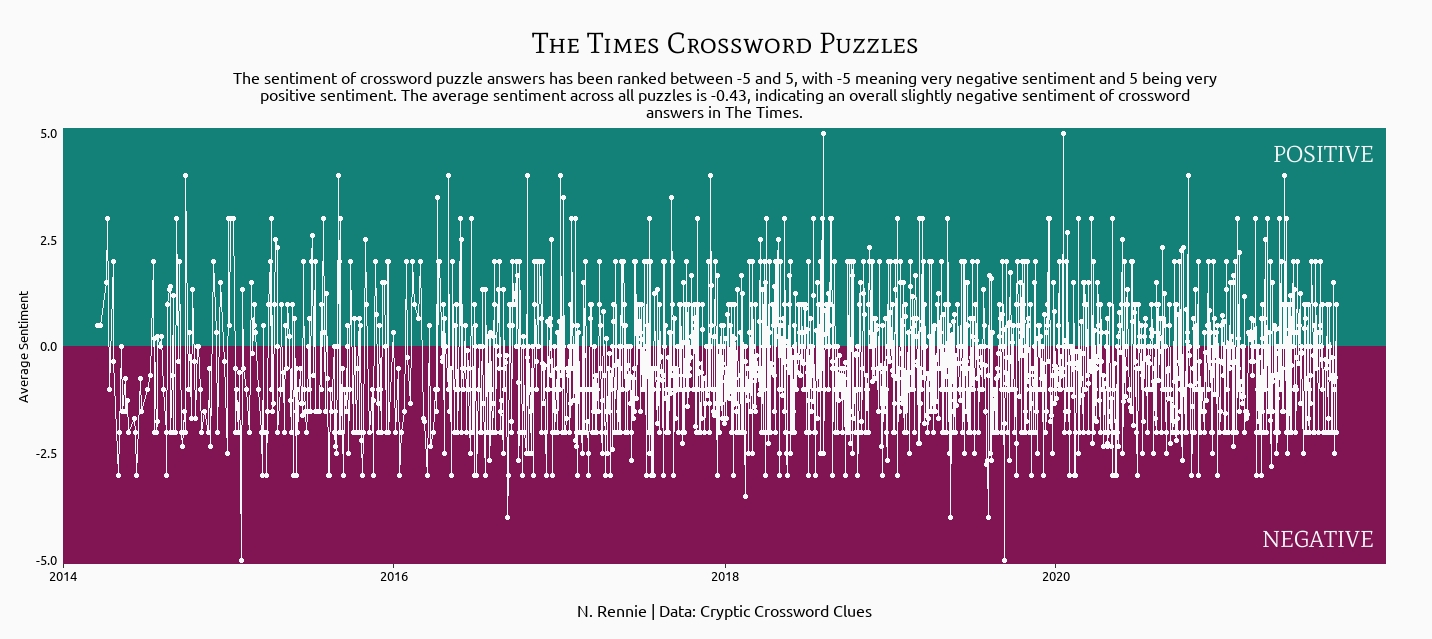 The Times Crossword Puzzles
The sentiment of crossword puzzle answers has been ranked between -5 and 5, with -5 meaning very negative sentiment and 5 being very
positive sentiment. The average sentiment across all puzzles is -0.43, indicating an overall slightly negative sentiment of crossword
answers in The Times.
5.0
POSITIVE
2.5
Average Sentiment
0.0
-2.5
NEGATIVE
-5.0
2014 2016 2018 2020
N. Rennie | Data: Cryptic Crossword Clues